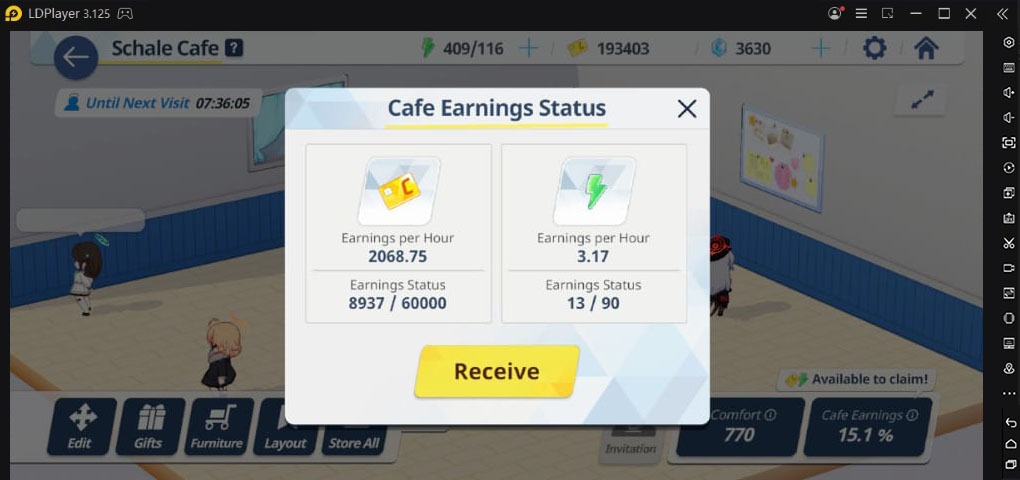 LDPlayer 3.125
Schale Cafe ?
409/116
193403
3630
Until Next Visit 07:36:05
Cafe Earnings Status
C
Earnings per Hour
2068.75
Earnings Status
8937 / 60000
Earnings per Hour
3.17
Earnings Status
13 / 90
Receive
Available to claim!
Edit
Gifts
Furniture
Layout
Store All
Invitation
Comfort
770
Cafe Earnings
15.1 %